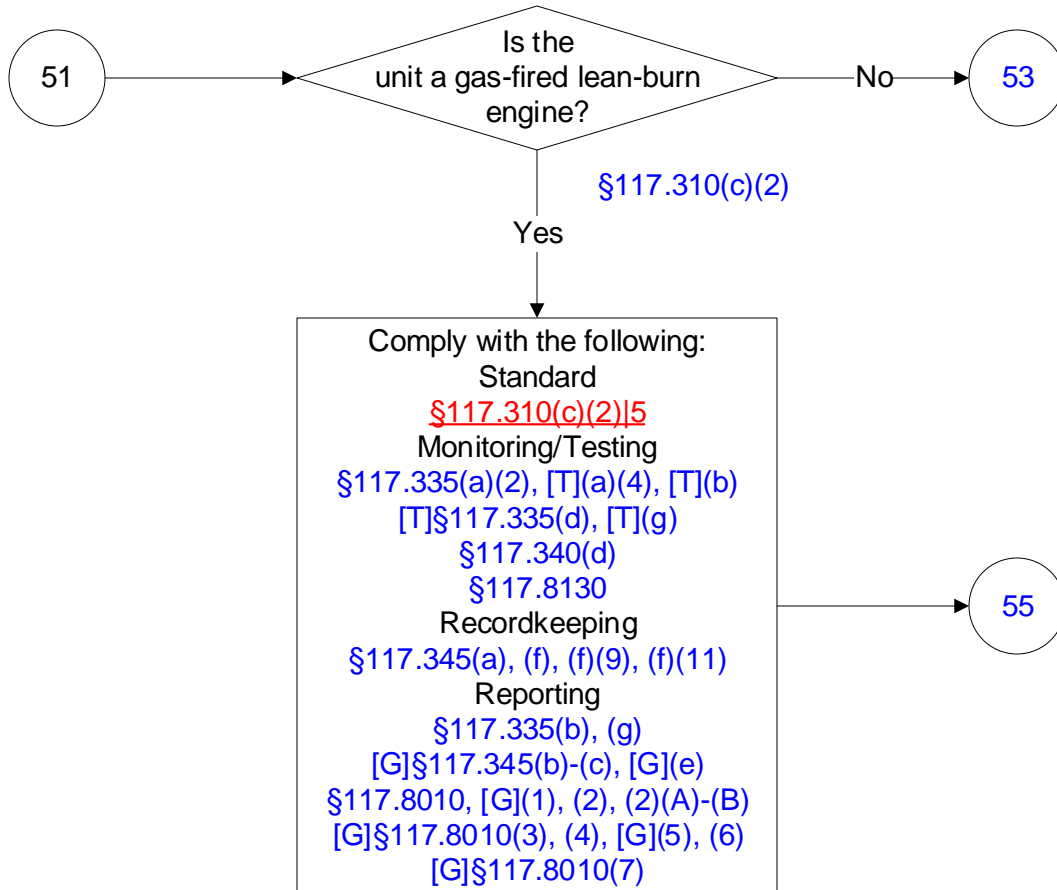 51
Is the
unit a gas-fired lean-burn
engine?
No
53
§117.310(c)(2)
Yes
Comply with the following:
Standard
§117.310(c)(2)|5
Monitoring/Testing
§117.335(a)(2), [T](a)(4), [T](b)
[T]§117.335(d), [T](g)
§117.340(d)
§117.8130
Recordkeeping
§117.345(a), (f), (f)(9), (f)(11)
Reporting
§117.335(b), (g)
[G]§117.345(b)-(c), [G](e)
§117.8010, [G](1), (2), (2)(A)-(B)
[G]§117.8010(3), (4), [G](5), (6)
[G]§117.8010(7)
55